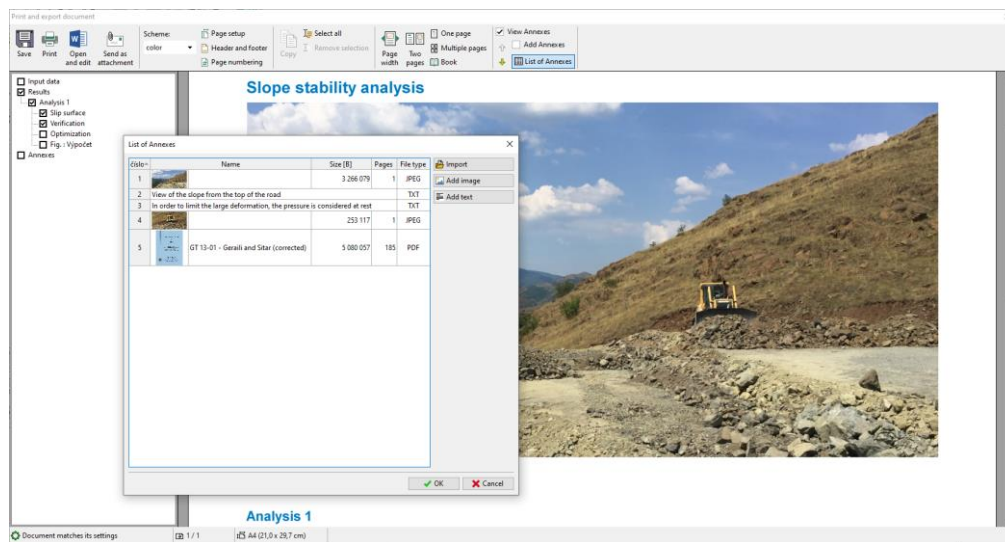 Print and export document
Save
Print
Open and edit
Send as attachment
Scheme:
color
Page setup
Header and footer
Page numbering
Copy
Select all
Remove selection
Page width
Two pages
One page
Multiple pages
Book
View Annexes
Add Annexes
List of Annexes
Input data
Results
Analysis 1
Slip surface
Verification
Optimization
Fig. : Výpočet
Annexes
Slope stability analysis
List of Annexes
číslo Name Size [B] Pages File type
1 3 266 079 1 JPEG
2 View of the slope from the top of the road TXT
3 In order to limit the large deformation, the pressure is considered at rest TXT
4 253 117 1 JPEG
5 GT 13-01 - Geraili and Sitar (corrected) 5 080 057 185 PDF
Import
Add image
Add text
OK
Cancel
Analysis 1
Document matches its settings 1 / 1 A4 (21,0 x 29,7 cm)